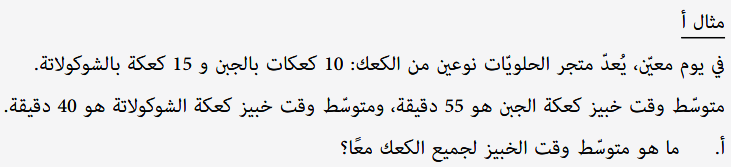 مثال أ
في يوم معيّن، يُعدّ متجر الحلويّات نوعين من الكعك: 10 كعكات بالجبن و 15 كعكة بالشوكولاتة.
متوسّط وقت خبيز كعكة الجبن هو 55 دقيقة، ومتوسّط وقت خبيز كعكة الشوكولاتة هو 40 دقيقة.
أ. ما هو متوسّط وقت الخبيز لجميع الكعك معًا؟